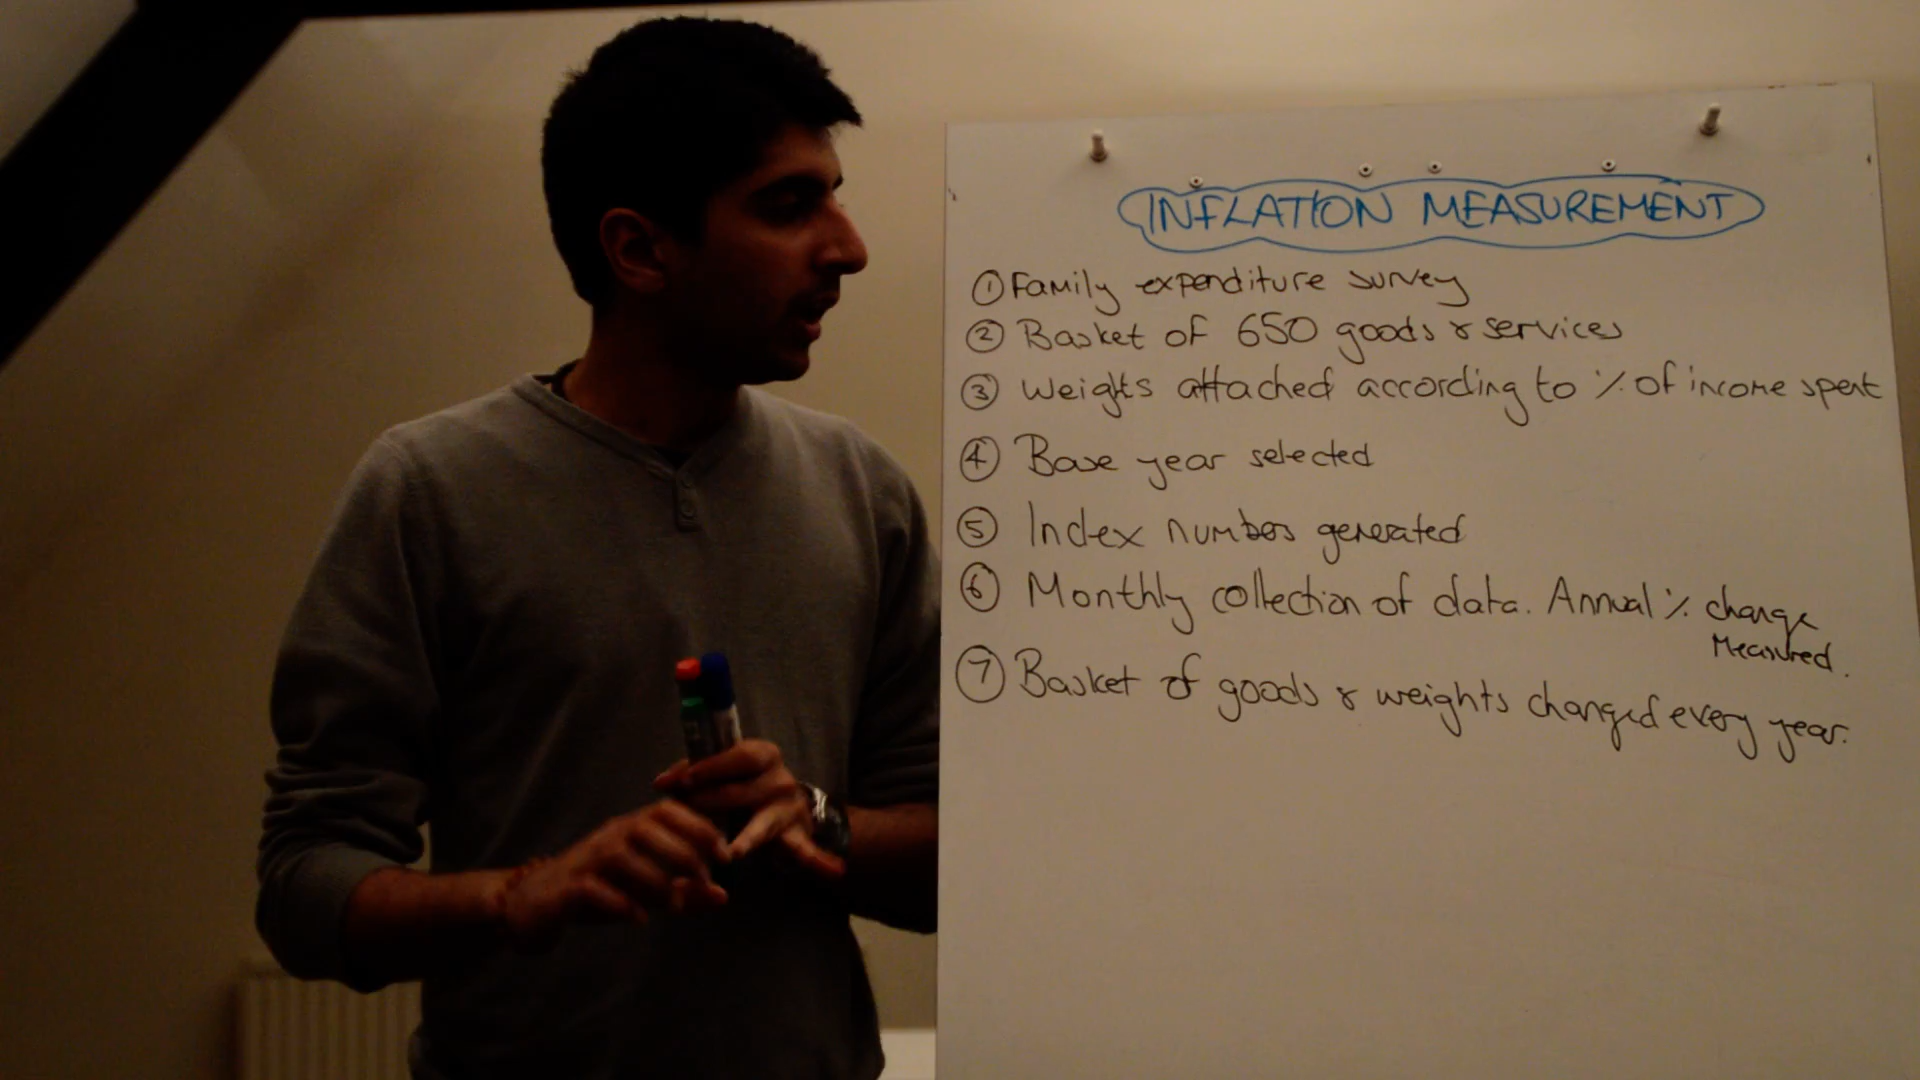 INFLATION MEASUREMENT
① Family expenditure survey
② Basket of 650 goods & services
③ Weights attached according to % of income spent
④ Base year selected
⑤ Index numbers generated
⑥ Monthly collection of data. Annual % change
Measured.
⑦ Basket of goods & weights changed every year.